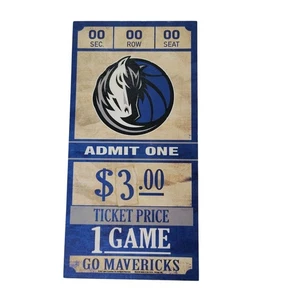 00 00 00
SEC. ROW SEAT
ADMIT ONE
$3.00
TICKET PRICE
1 GAME
GO MAVERICKS